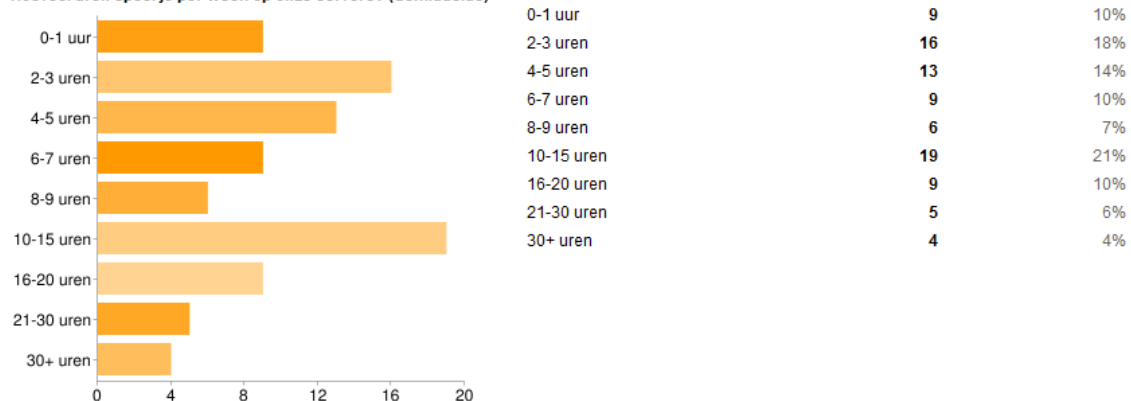 0-1 uur
2-3 uren
4-5 uren
6-7 uren
8-9 uren
10-15 uren
16-20 uren
21-30 uren
30+ uren
0 4 8 12 16 20
0-1 uur 9 10%
2-3 uren 16 18%
4-5 uren 13 14%
6-7 uren 9 10%
8-9 uren 6 7%
10-15 uren 19 21%
16-20 uren 9 10%
21-30 uren 5 6%
30+ uren 4 4%